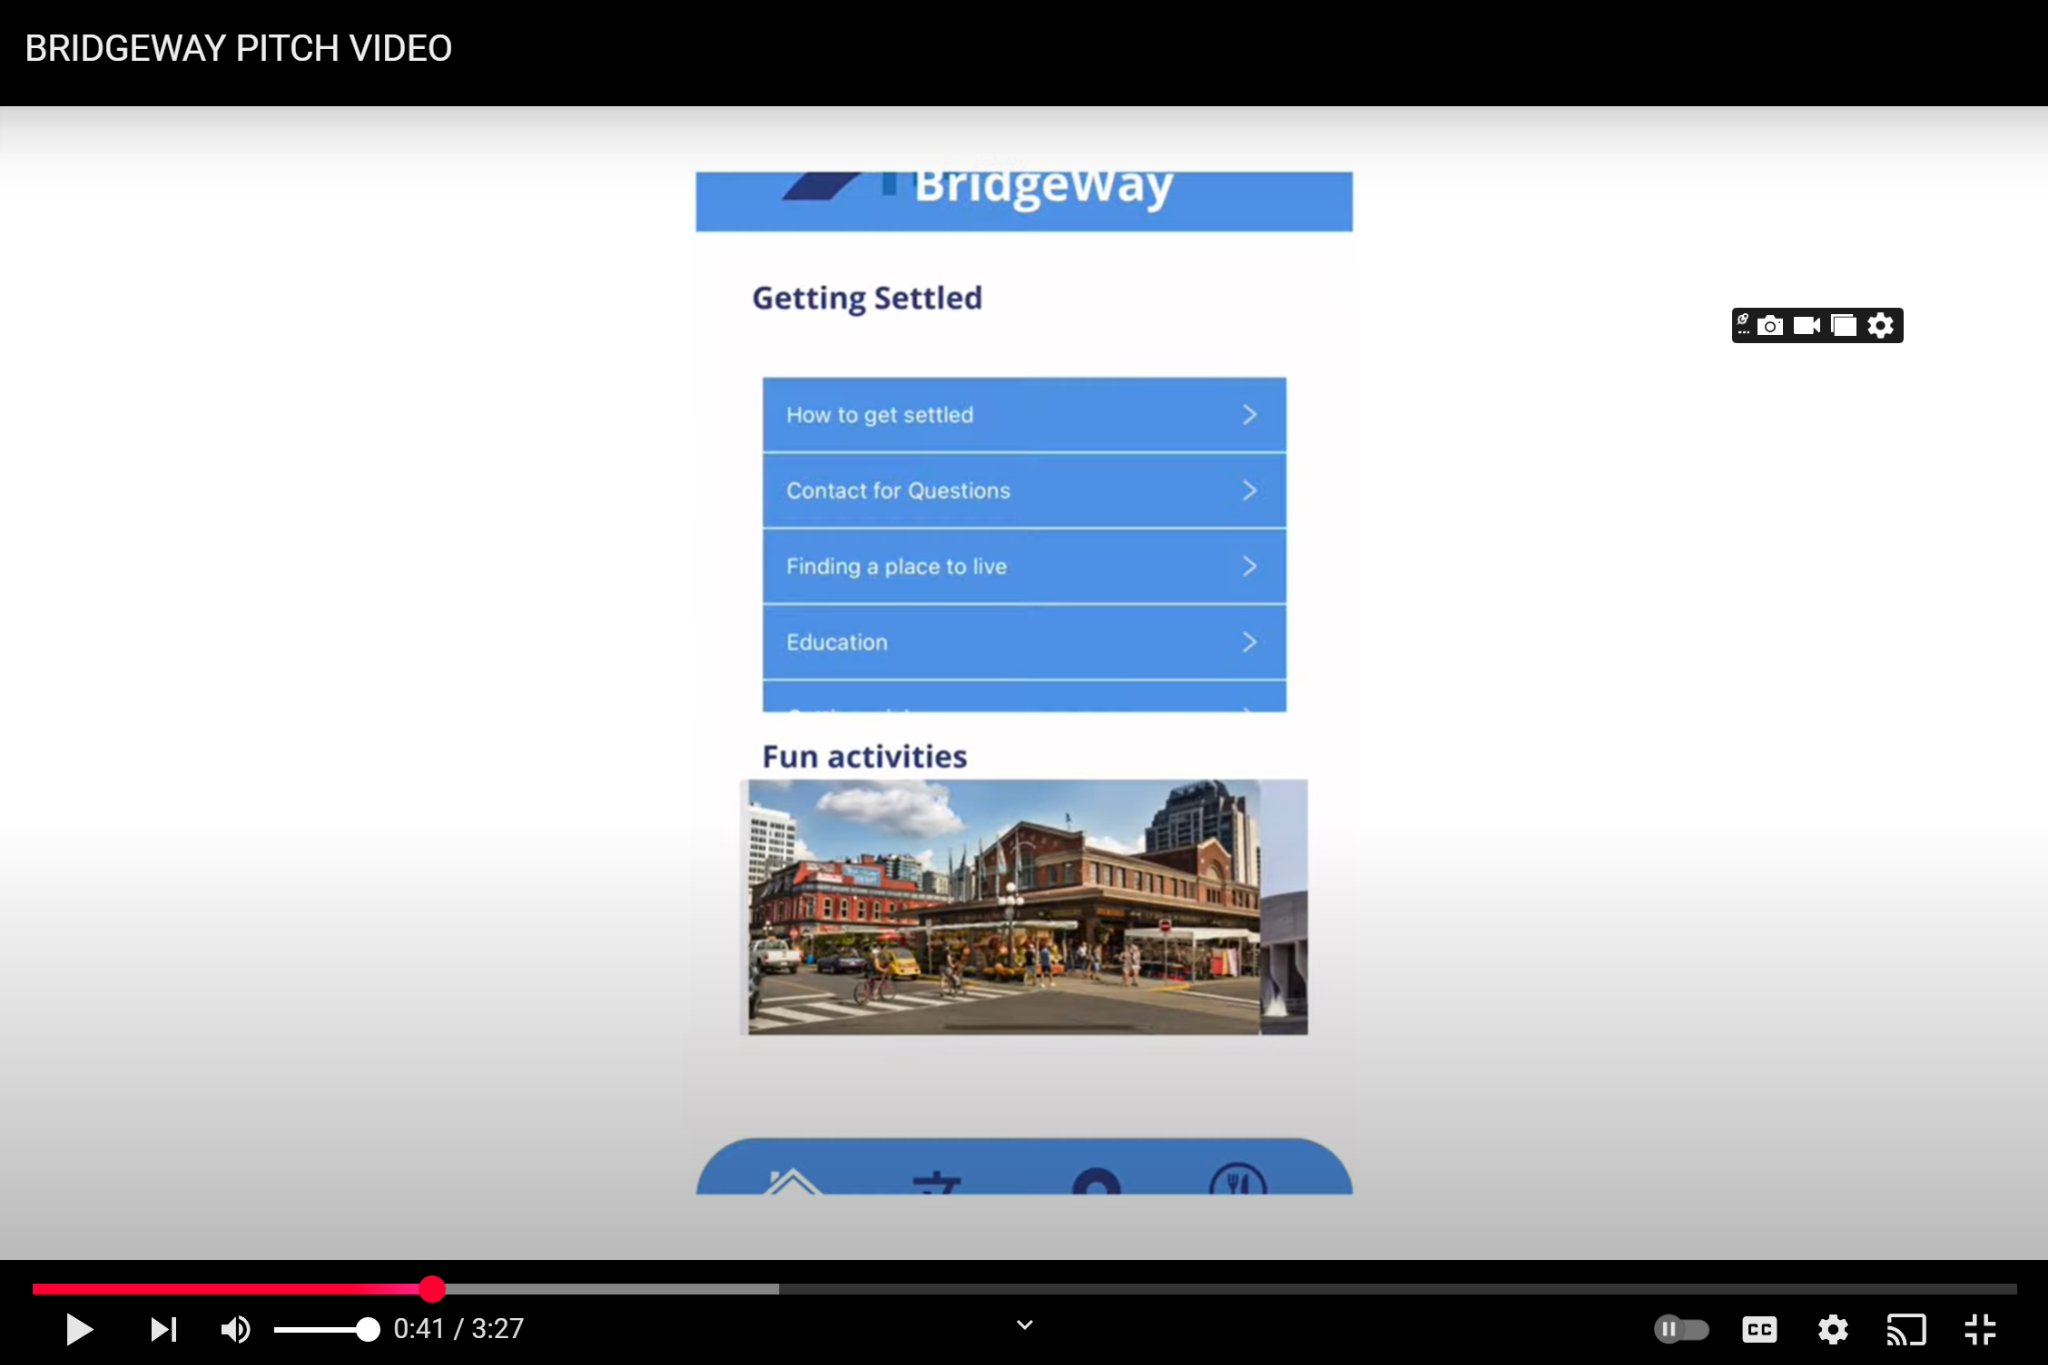 BRIDGEWAY PITCH VIDEO
BridgeWay
Getting Settled
How to get settled
Contact for Questions
Finding a place to live
Education
Fun activities
0:41 / 3:27
CC